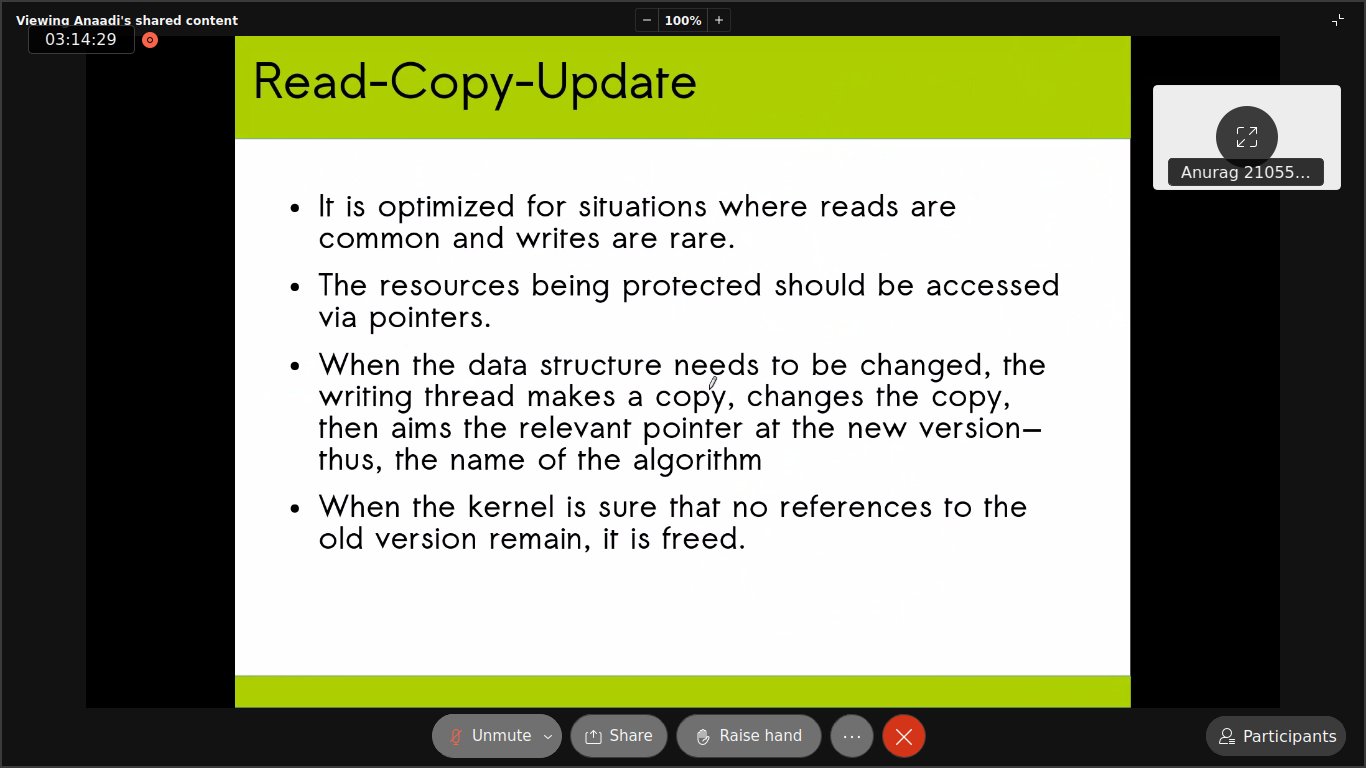 Viewing Anaadi's shared content
− 100% +
03:14:29
Read-Copy-Update
Anurag 21055...
• It is optimized for situations where reads are
common and writes are rare.
• The resources being protected should be accessed
via pointers.
• When the data structure needs to be changed, the
writing thread makes a copy, changes the copy,
then aims the relevant pointer at the new version—
thus, the name of the algorithm
• When the kernel is sure that no references to the
old version remain, it is freed.
Unmute
Share
Raise hand
...
Participants